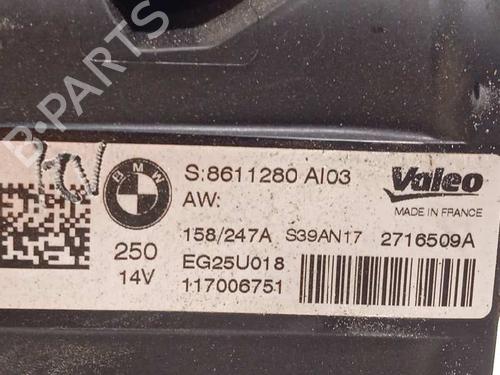 B-PARTS
BMW
S:8611280 AI03
AW:
Valeo
MADE IN FRANCE
250
14V
158/247A S39AN17 2716509A
EG25U018
117006751